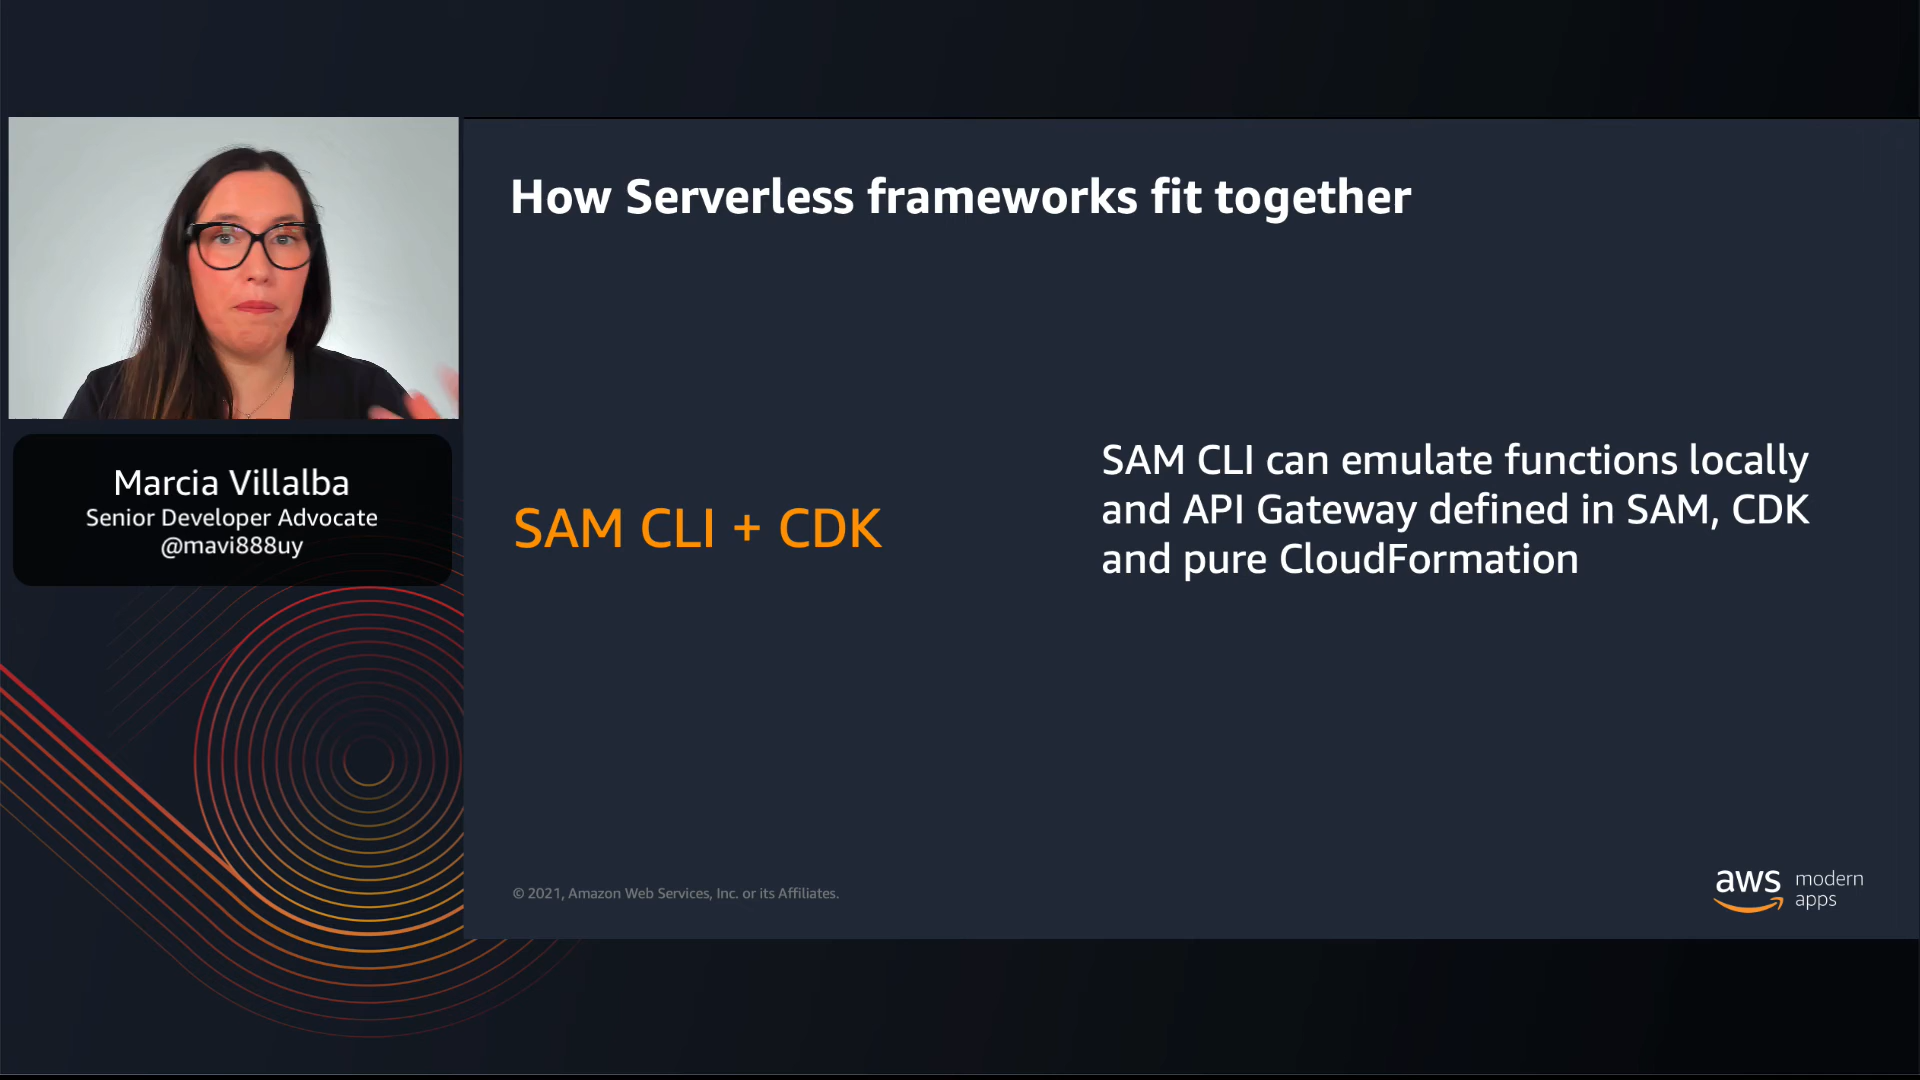 How Serverless frameworks fit together
Marcia Villalba
Senior Developer Advocate
@mavi888uy
SAM CLI + CDK
SAM CLI can emulate functions locally
and API Gateway defined in SAM, CDK
and pure CloudFormation
© 2021, Amazon Web Services, Inc. or its Affiliates.
aws modern
apps